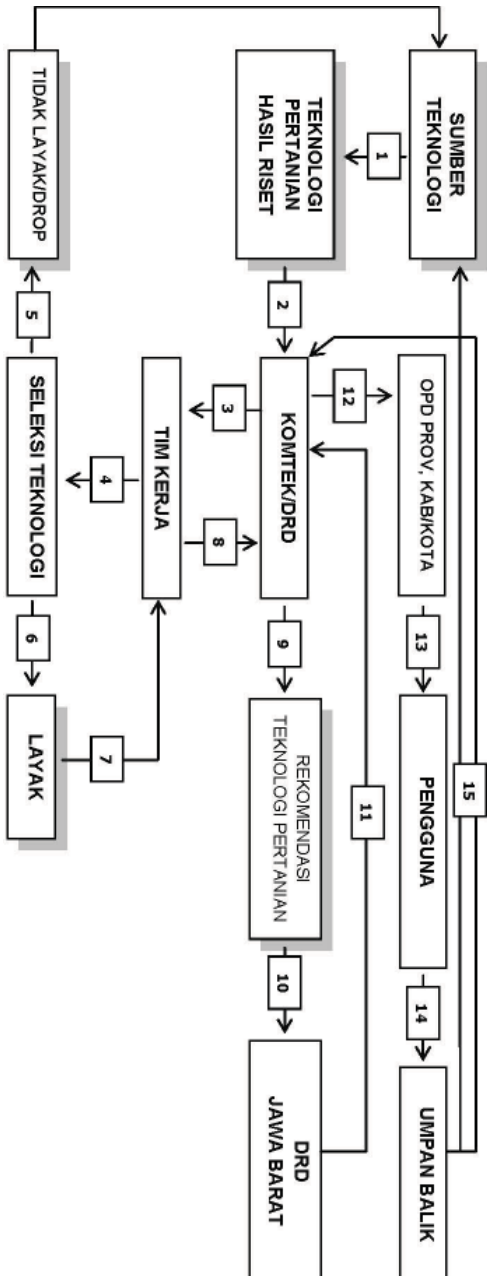 SUMBER
TEKNOLOGI
1
TEKNOLOGI
PERTANIAN
HASIL RISET
2
KOMTEK/DRD
3
TIM KERJA
4
SELEKSI TEKNOLOGI
5
TIDAK LAYAK/DROP
6
LAYAK
7
8
9
REKOMENDASI
TEKNOLOGI PERTANIAN
10
DRD
JAWA BARAT
11
12
OPD PROV, KAB/KOTA
13
PENGGUNA
14
UMPAN BALIK
15